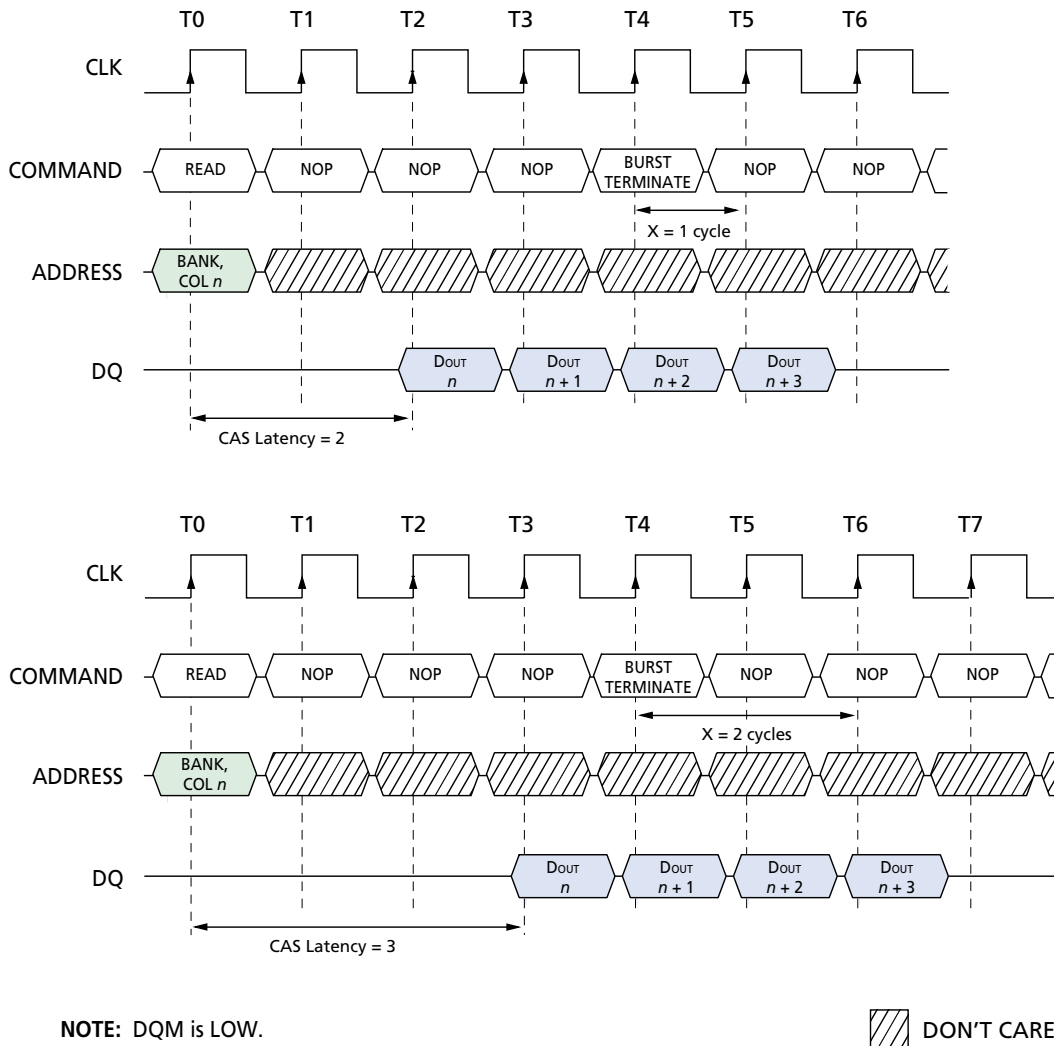 T0 T1 T2 T3 T4 T5 T6
CLK
COMMAND READ NOP NOP NOP BURST TERMINATE NOP NOP
X = 1 cycle
ADDRESS BANK, COL n
DQ DOUT n DOUT n + 1 DOUT n + 2 DOUT n + 3
CAS Latency = 2
T0 T1 T2 T3 T4 T5 T6 T7
CLK
COMMAND READ NOP NOP NOP BURST TERMINATE NOP NOP NOP
X = 2 cycles
ADDRESS BANK, COL n
DQ DOUT n DOUT n + 1 DOUT n + 2 DOUT n + 3
CAS Latency = 3
NOTE: DQM is LOW. DON'T CARE